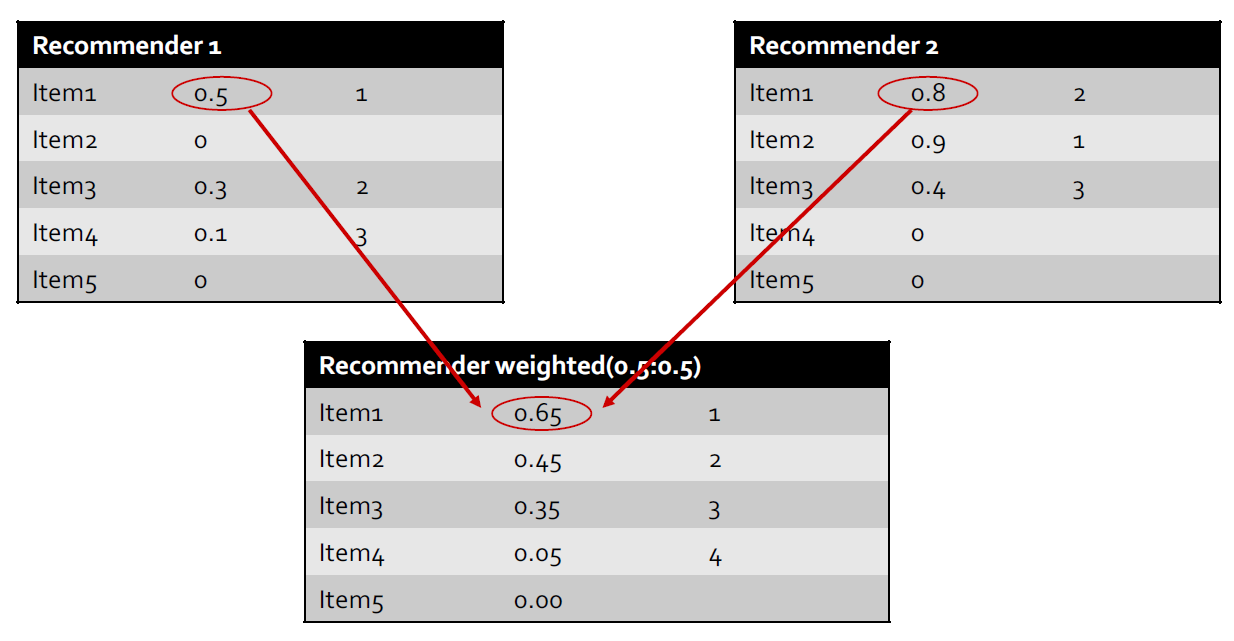 Recommender 1
Item1 0.5 1
Item2 0
Item3 0.3 2
Item4 0.1 3
Item5 0
Recommender 2
Item1 0.8 2
Item2 0.9 1
Item3 0.4 3
Item4 0
Item5 0
Recommender weighted(0.5:0.5)
Item1 0.65 1
Item2 0.45 2
Item3 0.35 3
Item4 0.05 4
Item5 0.00